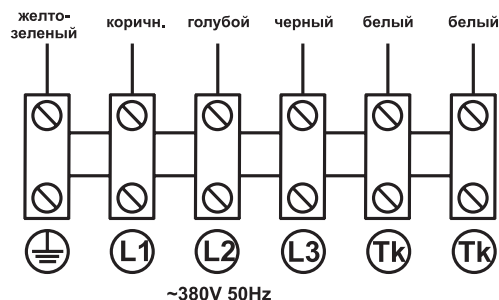 желто-
зеленый коричн. голубой черный белый белый
L1 L2 L3 Tk Tk
~380V 50Hz